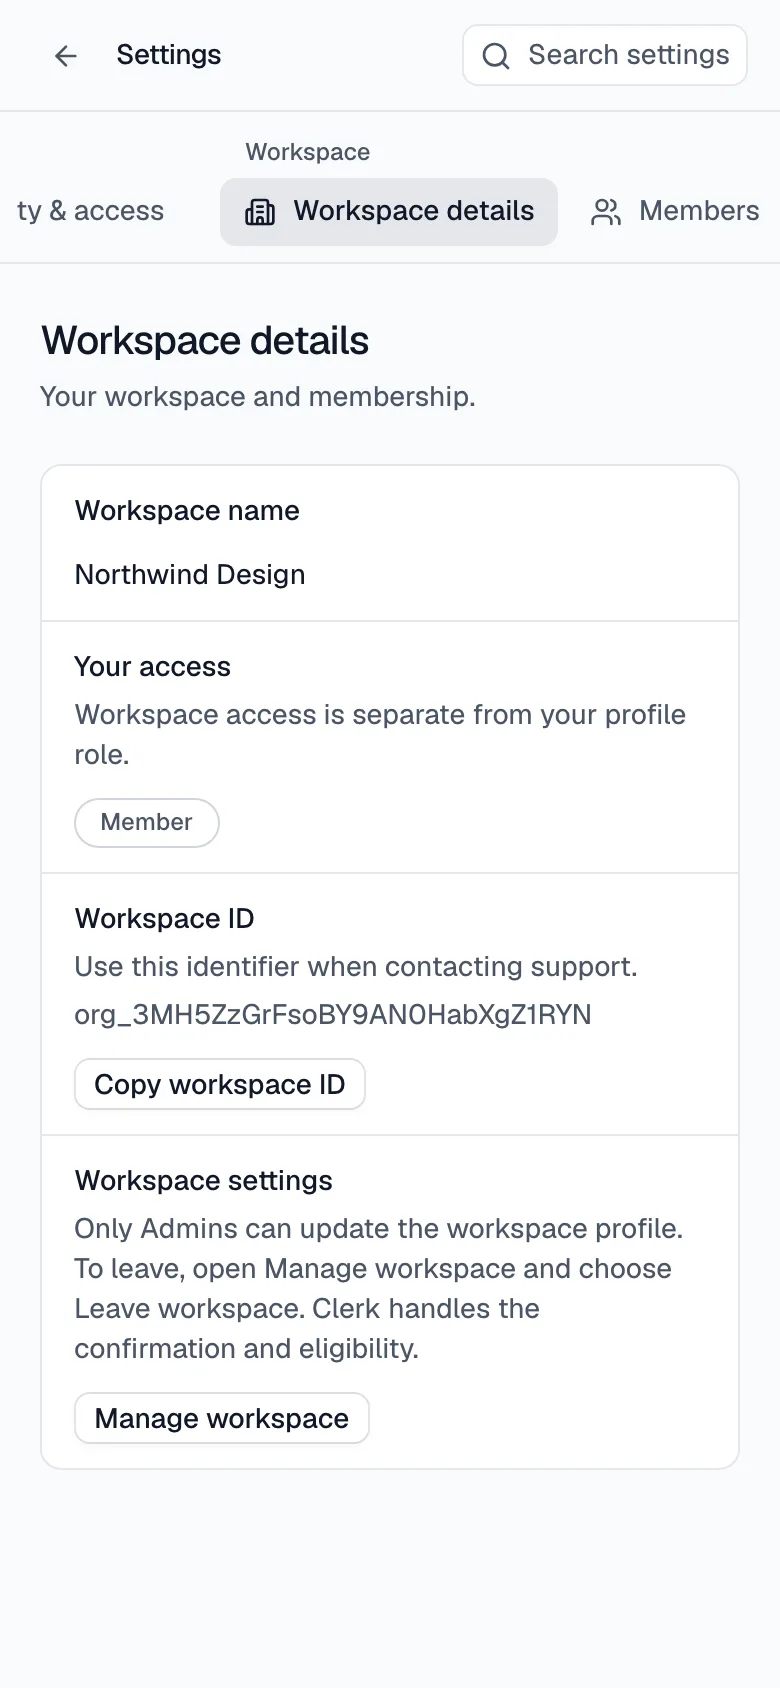 Settings
Search settings
Workspace
ty & access
Workspace details
Members
Workspace details
Your workspace and membership.
Workspace name
Northwind Design
Your access
Workspace access is separate from your profile
role.
Member
Workspace ID
Use this identifier when contacting support.
org_3MH5ZzGrFsoBY9AN0HabXgZ1RYN
Copy workspace ID
Workspace settings
Only Admins can update the workspace profile.
To leave, open Manage workspace and choose
Leave workspace. Clerk handles the
confirmation and eligibility.
Manage workspace